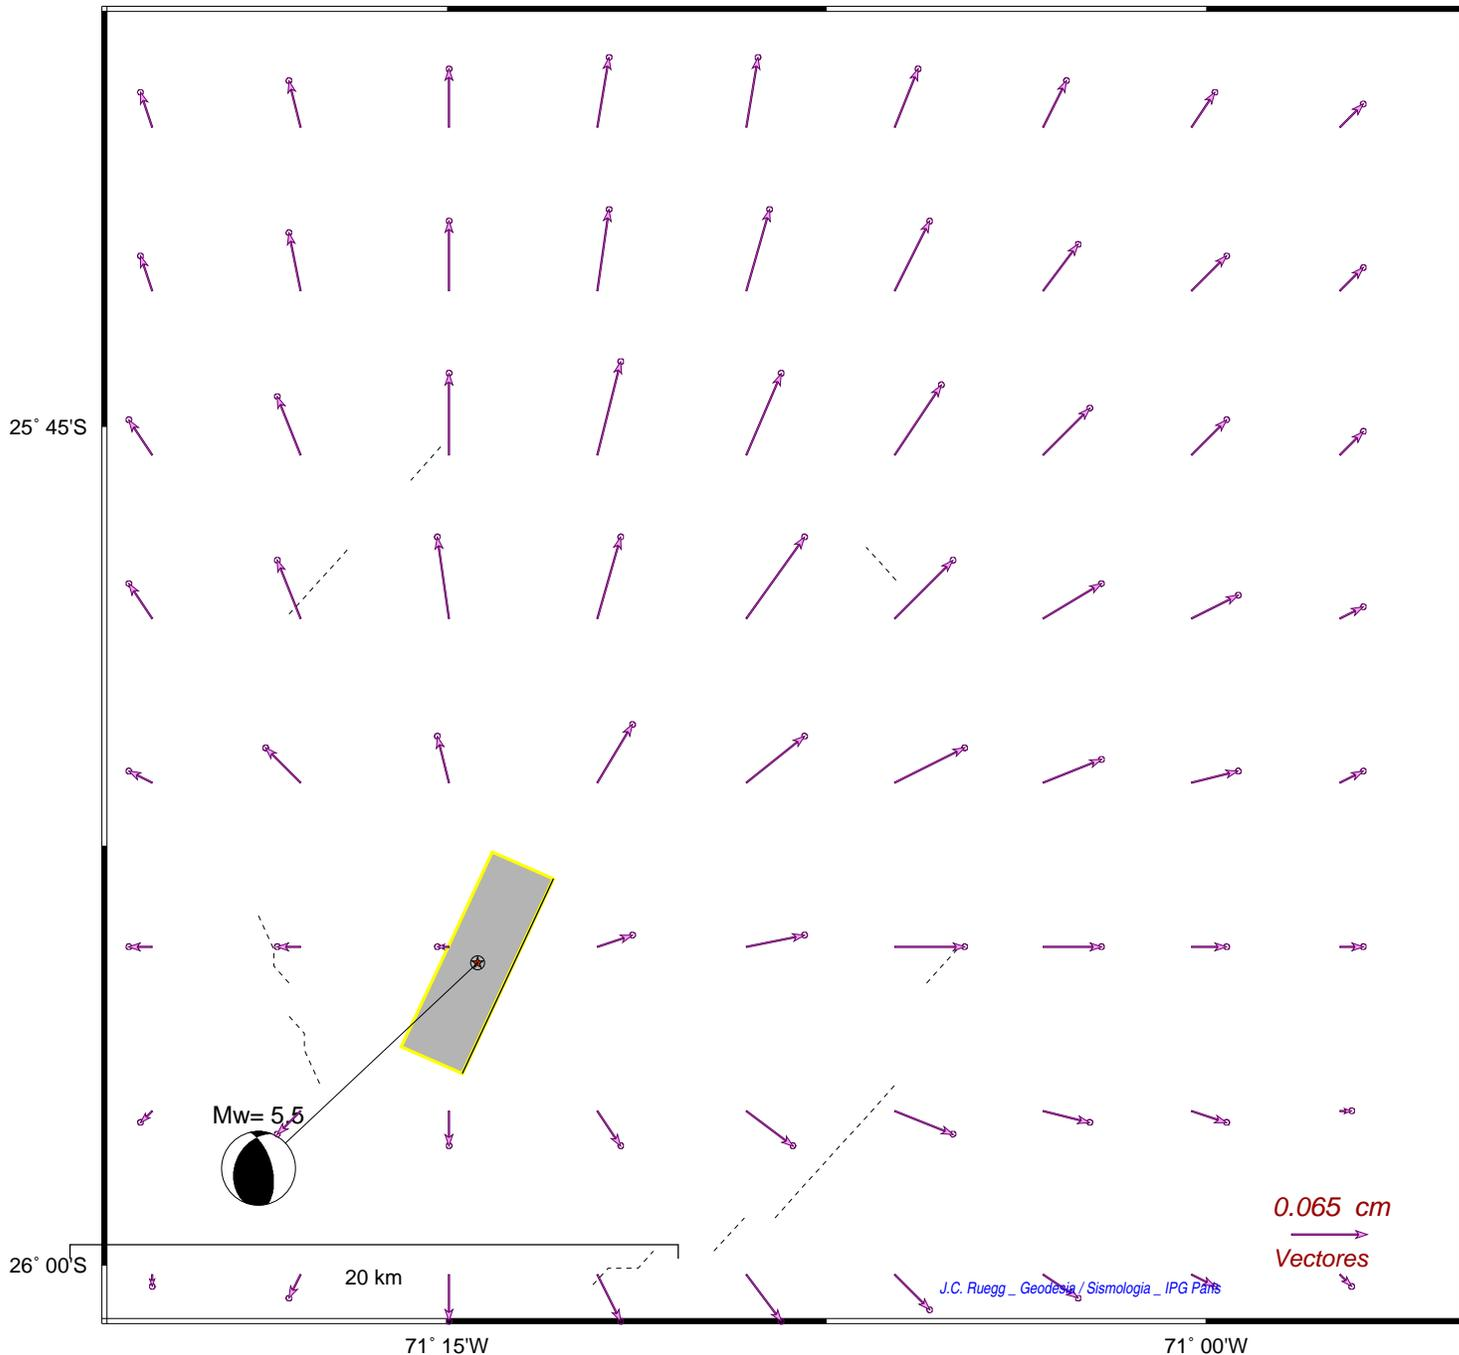 25° 45'S
Mw= 5.5
0.065 cm
Vectores
26° 00'S
20 km
J.C. Ruegg _ Geodesia / Sismologia _ IPG Paris
71° 15'W
71° 00'W